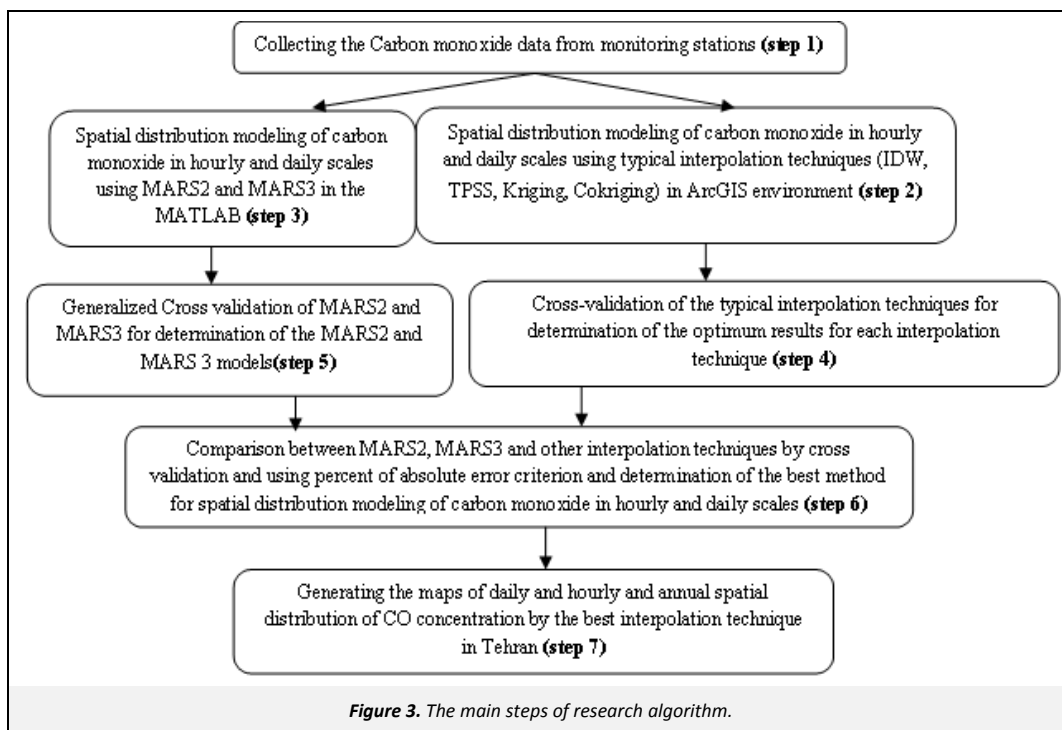 Collecting the Carbon monoxide data from monitoring stations (step 1)
Spatial distribution modeling of carbon
monoxide in hourly and daily scales
using MARS2 and MARS3 in the
MATLAB (step 3)
Spatial distribution modeling of carbon monoxide in hourly
and daily scales using typical interpolation techniques (IDW,
TPSS, Kriging, Cokriging) in ArcGIS environment (step 2)
Generalized Cross validation of MARS2 and
MARS3 for determination of the MARS2 and
MARS 3 models(step 5)
Cross-validation of the typical interpolation techniques for
determination of the optimum results for each interpolation
technique (step 4)
Comparison between MARS2, MARS3 and other interpolation techniques by cross
validation and using percent of absolute error criterion and determination of the best method
for spatial distribution modeling of carbon monoxide in hourly and daily scales (step 6)
Generating the maps of daily and hourly and annual spatial
distribution of CO concentration by the best interpolation technique
in Tehran (step 7)
Figure 3. The main steps of research algorithm.